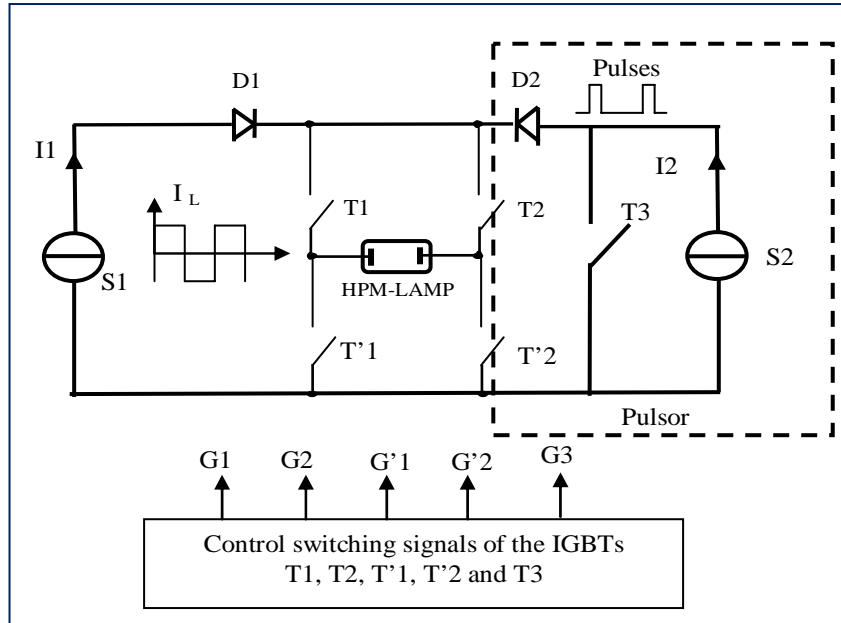 Pulses
D1
D2
I1
I2
I L
T1
T2
T3
S1
S2
HPM-LAMP
T’1
T’2
Pulsor
G1
G2
G’1
G’2
G3
Control switching signals of the IGBTs
T1, T2, T’1, T’2 and T3